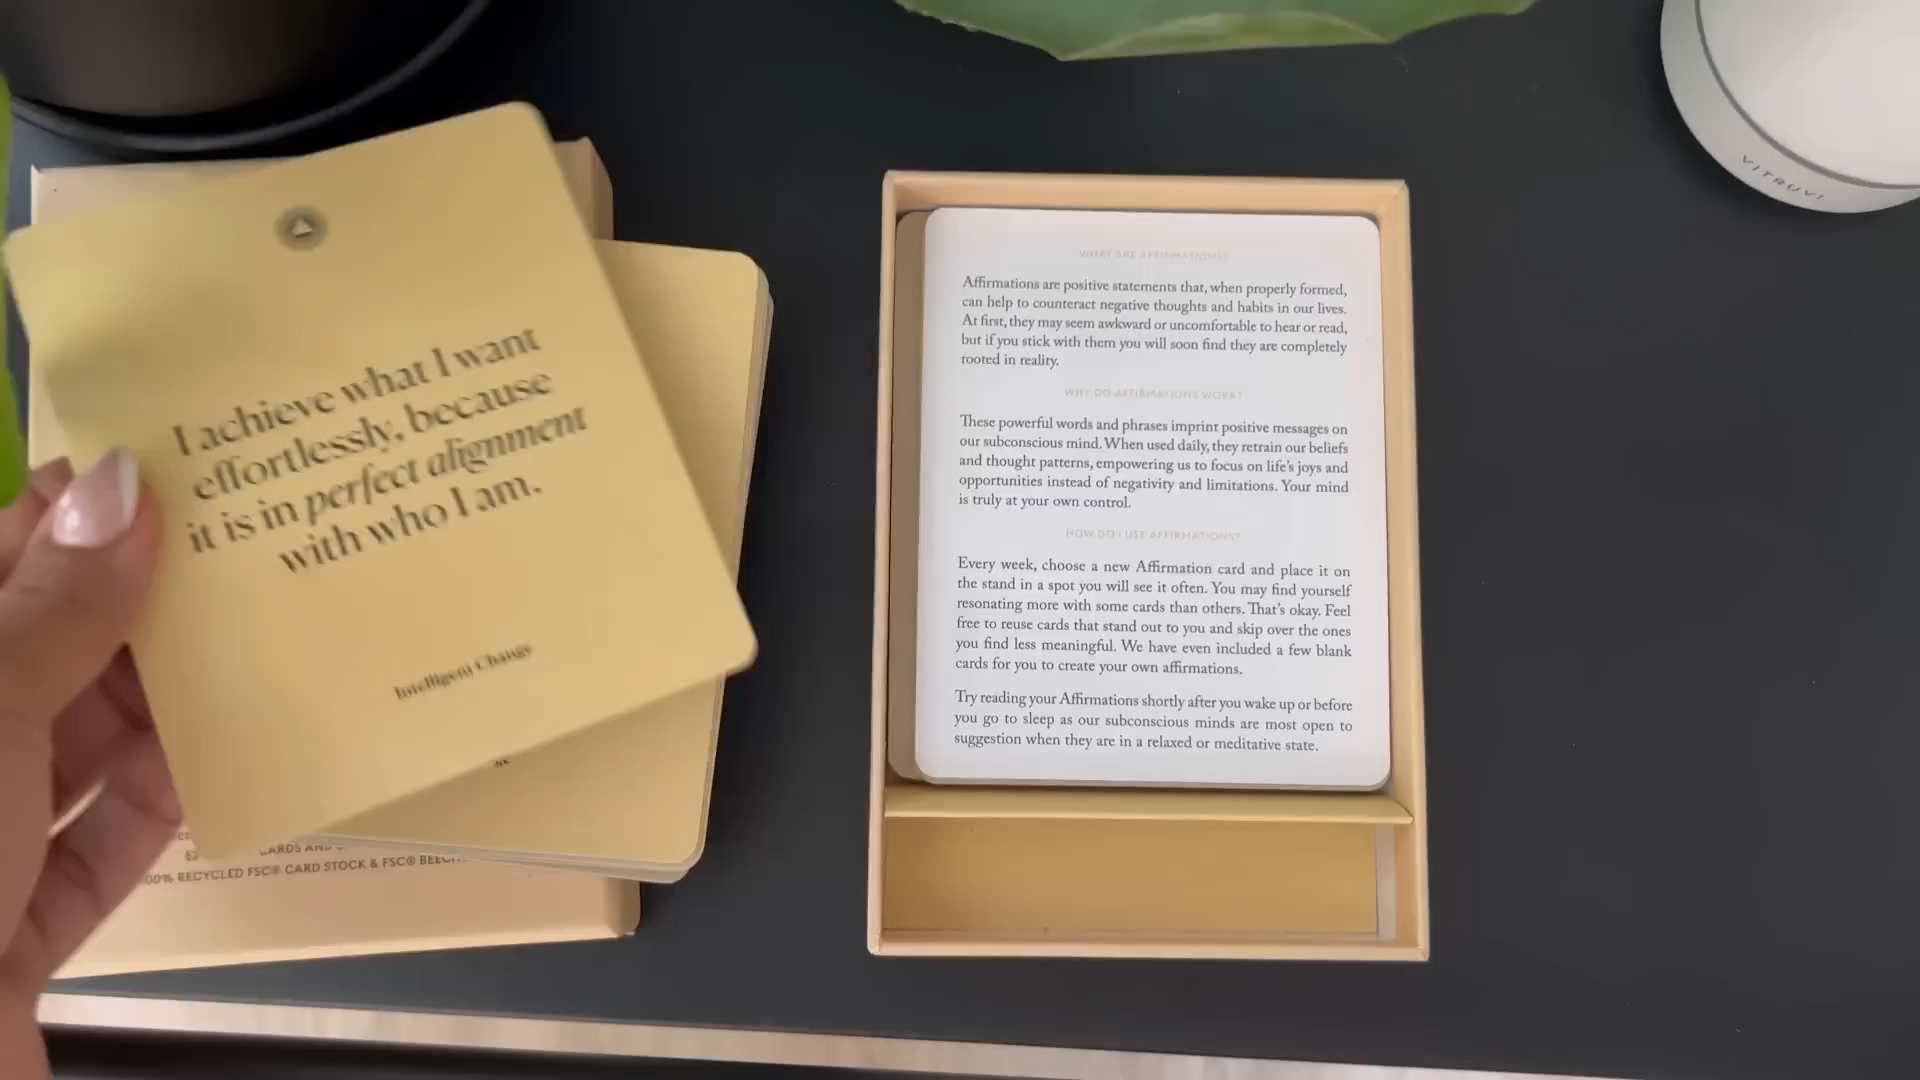 I achieve what I want
effortlessly, because
it is in perfect alignment
with who I am.
Intelligent Change
52
CARDS AND
100% RECYCLED FSC® CARD STOCK & FSC®
WHAT ARE AFFIRMATIONS?
Affirmations are positive statements that, when properly formed,
can help to counteract negative thoughts and habits in our lives.
At first, they may seem awkward or uncomfortable to hear or read,
but if you stick with them you will soon find they are completely
rooted in reality.
WHY DO AFFIRMATIONS WORK?
These powerful words and phrases imprint positive messages on
our subconscious mind. When used daily, they retrain our beliefs
and thought patterns, empowering us to focus on life's joys and
opportunities instead of negativity and limitations. Your mind
is truly at your own control.
HOW DO I USE AFFIRMATIONS?
Every week, choose a new Affirmation card and place it on
the stand in a spot you will see it often. You may find yourself
resonating more with some cards than others. That's okay. Feel
free to reuse cards that stand out to you and skip over the ones
you find less meaningful. We have even included a few blank
cards for you to create your own affirmations.
Try reading your Affirmations shortly after you wake up or before
you go to sleep as our subconscious minds are most open to
suggestion when they are in a relaxed or meditative state.
VITRUVI